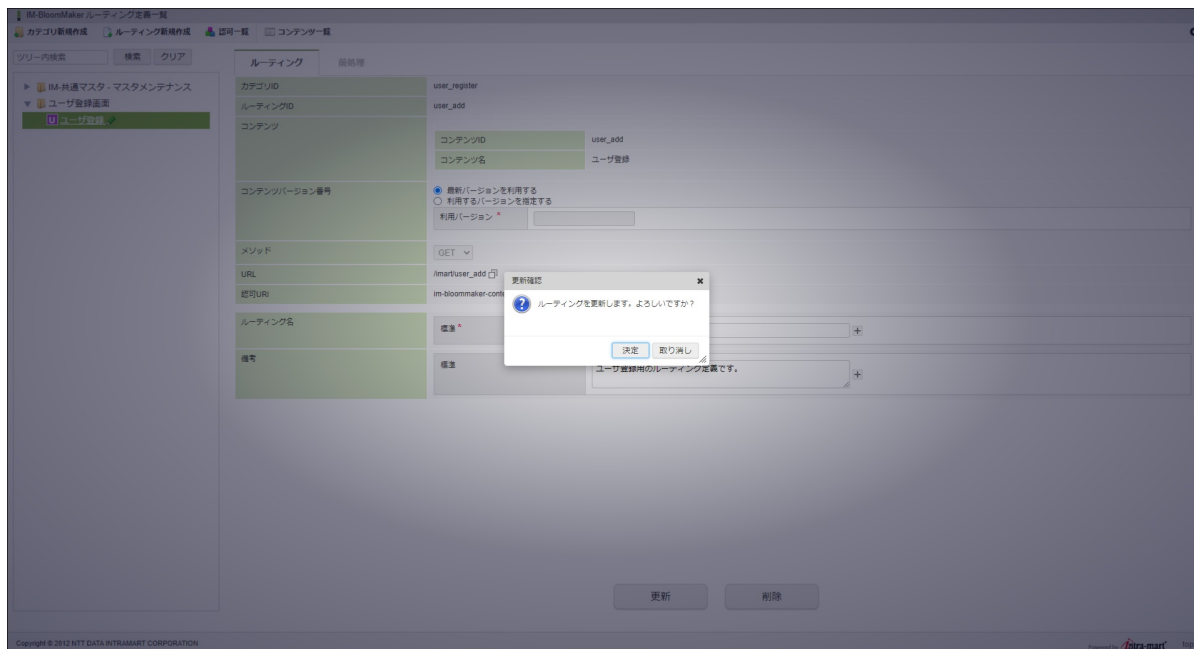 IM-BloomMaker ルーティング定義一覧
カテゴリ新規作成 ルーティング新規作成 認可一覧 コンテンツ一覧
ツリー内検索 検索 クリア
ルーティング 前処理
IM-共通マスタ - マスタメンテナンス
ユーザ登録画面
U ユーザ登録
カテゴリID user_register
ルーティングID user_add
コンテンツ
コンテンツID user_add
コンテンツ名 ユーザ登録
コンテンツバージョン番号
最新バージョンを利用する
利用するバージョンを指定する
利用バージョン *
メソッド GET
URL /imart/user_add
認可URI im-bloommaker-conte
更新確認
ルーティングを更新します。よろしいですか?
決定 取り消し
ルーティング名
標準 *
備考
標準
ユーザ登録用のルーティング定義です。
更新 削除
Copyright © 2012 NTT DATA INTRAMART CORPORATION
Powered by intra-mart